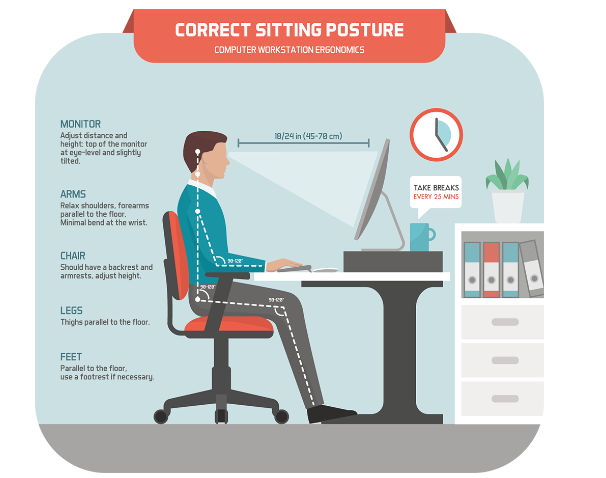 CORRECT SITTING POSTURE
COMPUTER WORKSTATION ERGONOMICS
MONITOR
Adjust distance and
height: top of the monitor
at eye-level and slightly
tilted.
ARMS
Relax shoulders, forearms
parallel to the floor.
Minimal bend at the wrist.
CHAIR
Should have a backrest and
armrests, adjust height.
LEGS
Thighs parallel to the floor.
FEET
Parallel to the floor,
use a footrest if necessary.
18/24 in (45-70 cm)
TAKE BREAKS
EVERY 25 MINS
90-120°
90-120°
90-120°